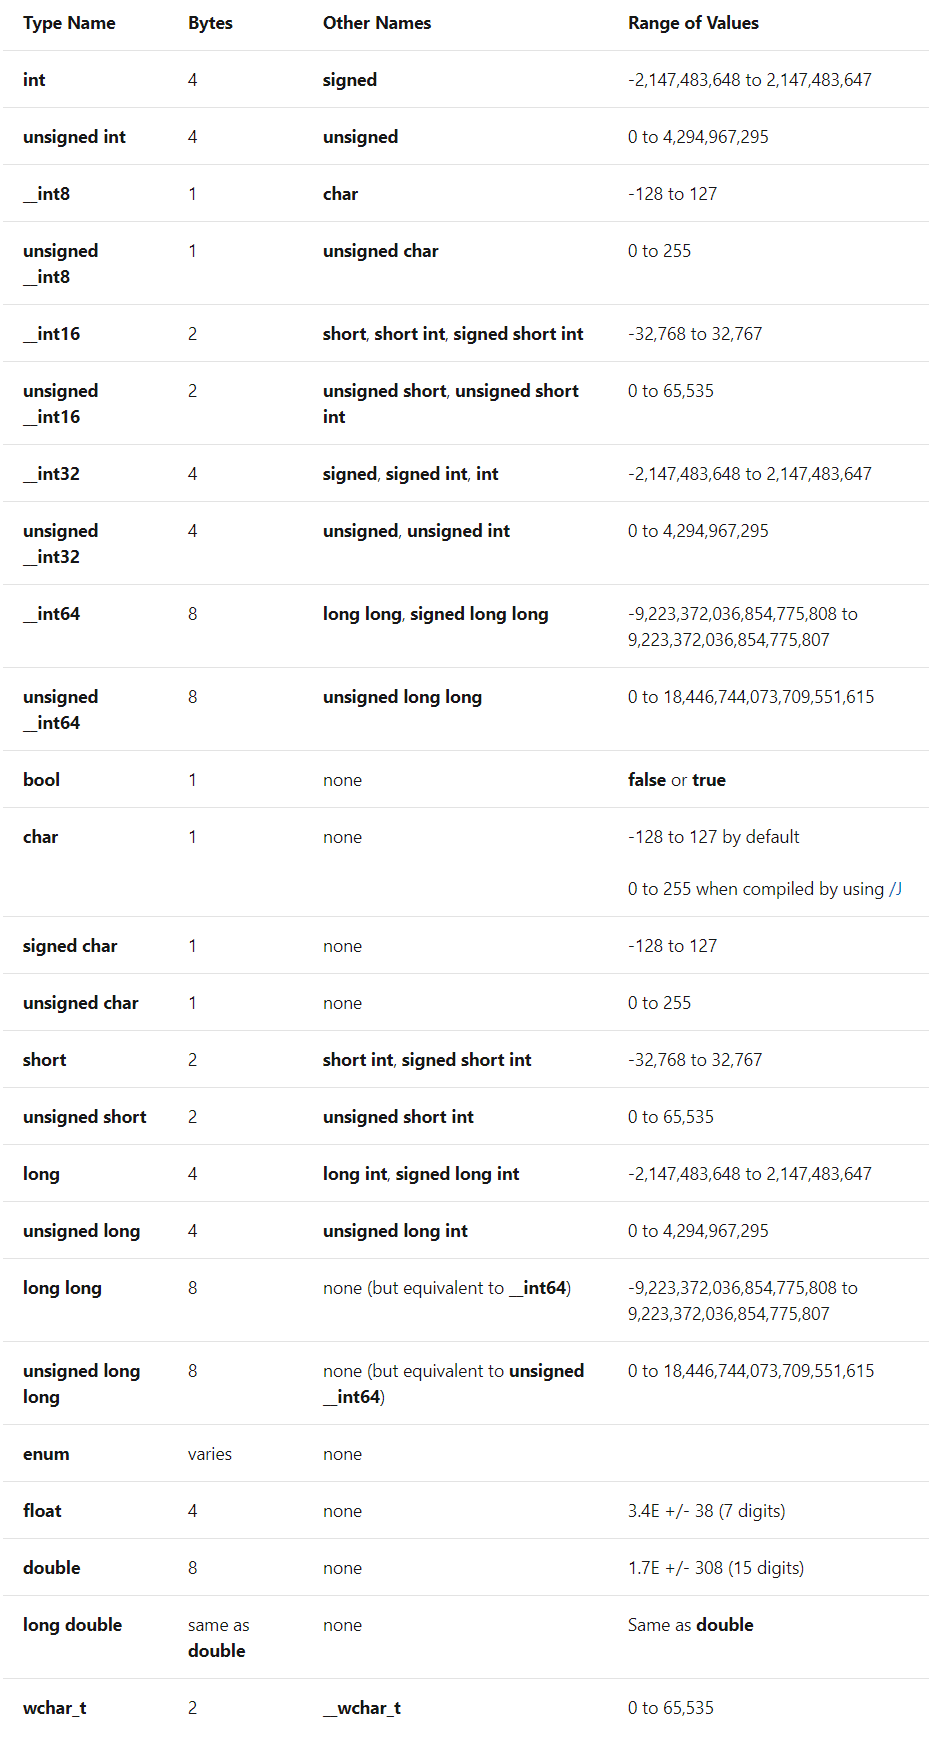 Type Name Bytes Other Names Range of Values
int 4 signed -2,147,483,648 to 2,147,483,647
unsigned int 4 unsigned 0 to 4,294,967,295
__int8 1 char -128 to 127
unsigned 1 unsigned char 0 to 255
__int8
__int16 2 short, short int, signed short int -32,768 to 32,767
unsigned 2 unsigned short, unsigned short 0 to 65,535
__int16 int
__int32 4 signed, signed int, int -2,147,483,648 to 2,147,483,647
unsigned 4 unsigned, unsigned int 0 to 4,294,967,295
__int32
__int64 8 long long, signed long long -9,223,372,036,854,775,808 to
9,223,372,036,854,775,807
unsigned 8 unsigned long long 0 to 18,446,744,073,709,551,615
__int64
bool 1 none false or true
char 1 none -128 to 127 by default
0 to 255 when compiled by using /J
signed char 1 none -128 to 127
unsigned char 1 none 0 to 255
short 2 short int, signed short int -32,768 to 32,767
unsigned short 2 unsigned short int 0 to 65,535
long 4 long int, signed long int -2,147,483,648 to 2,147,483,647
unsigned long 4 unsigned long int 0 to 4,294,967,295
long long 8 none (but equivalent to __int64) -9,223,372,036,854,775,808 to
9,223,372,036,854,775,807
unsigned long 8 none (but equivalent to unsigned 0 to 18,446,744,073,709,551,615
long __int64)
enum varies none
float 4 none 3.4E +/- 38 (7 digits)
double 8 none 1.7E +/- 308 (15 digits)
long double same as none Same as double
double
wchar_t 2 __wchar_t 0 to 65,535